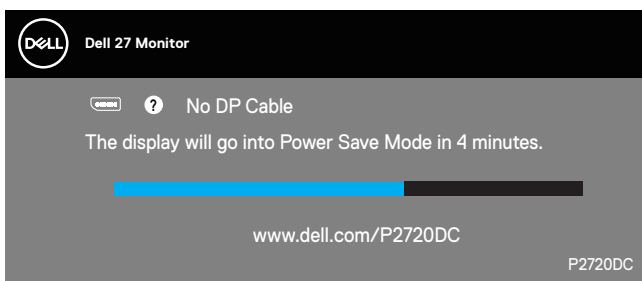 DELL
Dell 27 Monitor
? No DP Cable
The display will go into Power Save Mode in 4 minutes.
www.dell.com/P2720DC
P2720DC